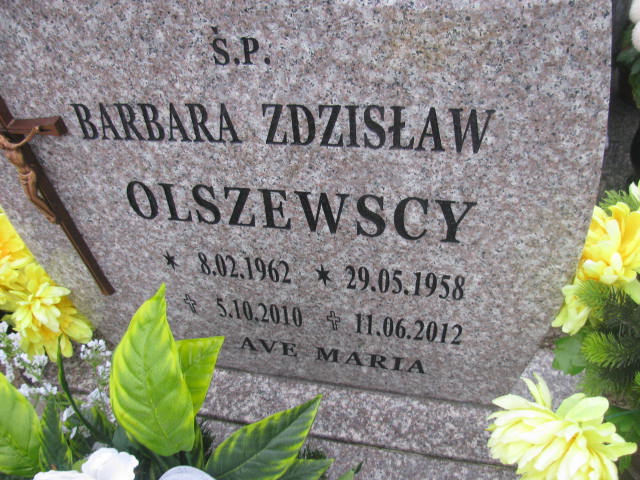 Ś.P.
BARBARA ZDZISŁAW
OLSZEWSCY
★ 8.02.1962 ★ 29.05.1958
✝ 5.10.2010 ✝ 11.06.2012
AVE MARIA